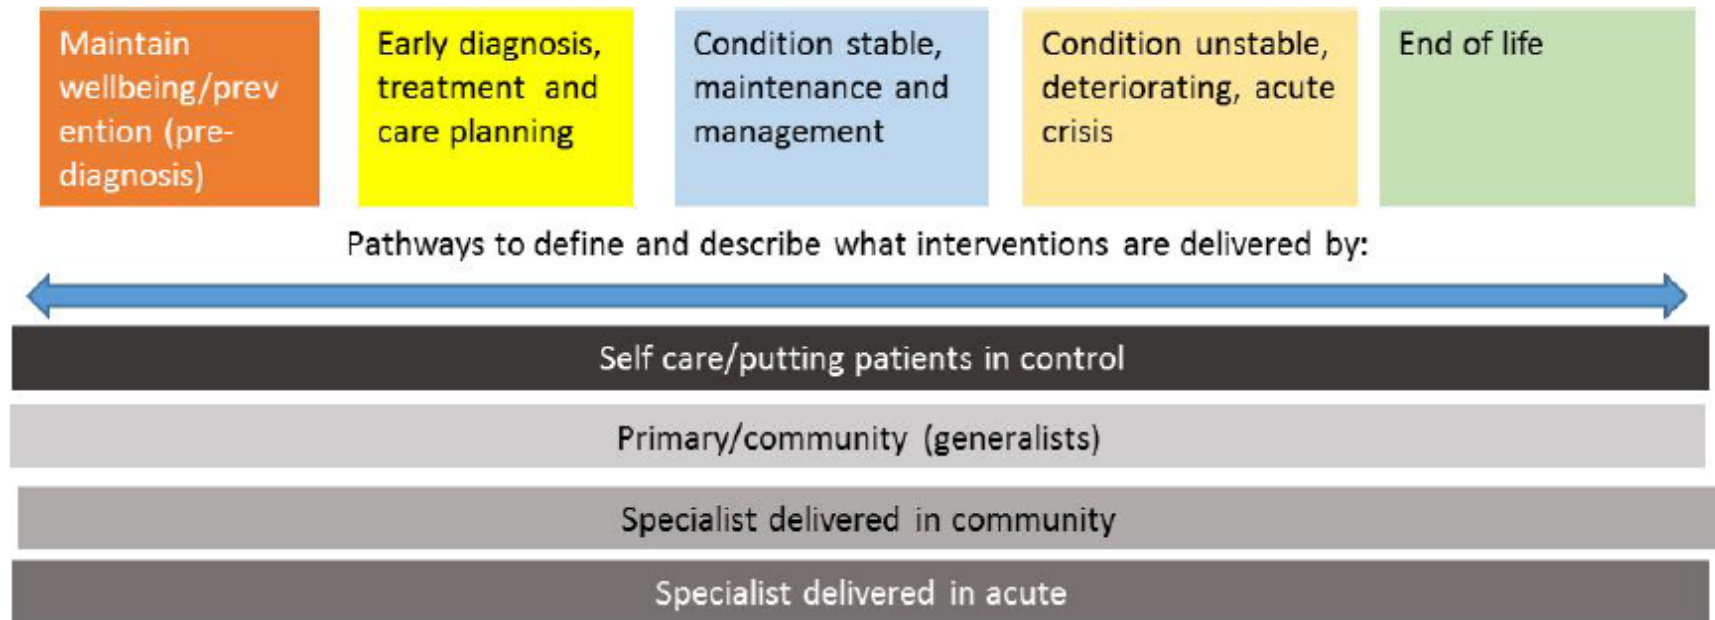 Maintain
wellbeing/prev
ention (pre-
diagnosis)
Early diagnosis,
treatment and
care planning
Condition stable,
maintenance and
management
Condition unstable,
deteriorating, acute
crisis
End of life
Pathways to define and describe what interventions are delivered by:
Self care/putting patients in control
Primary/community (generalists)
Specialist delivered in community
Specialist delivered in acute